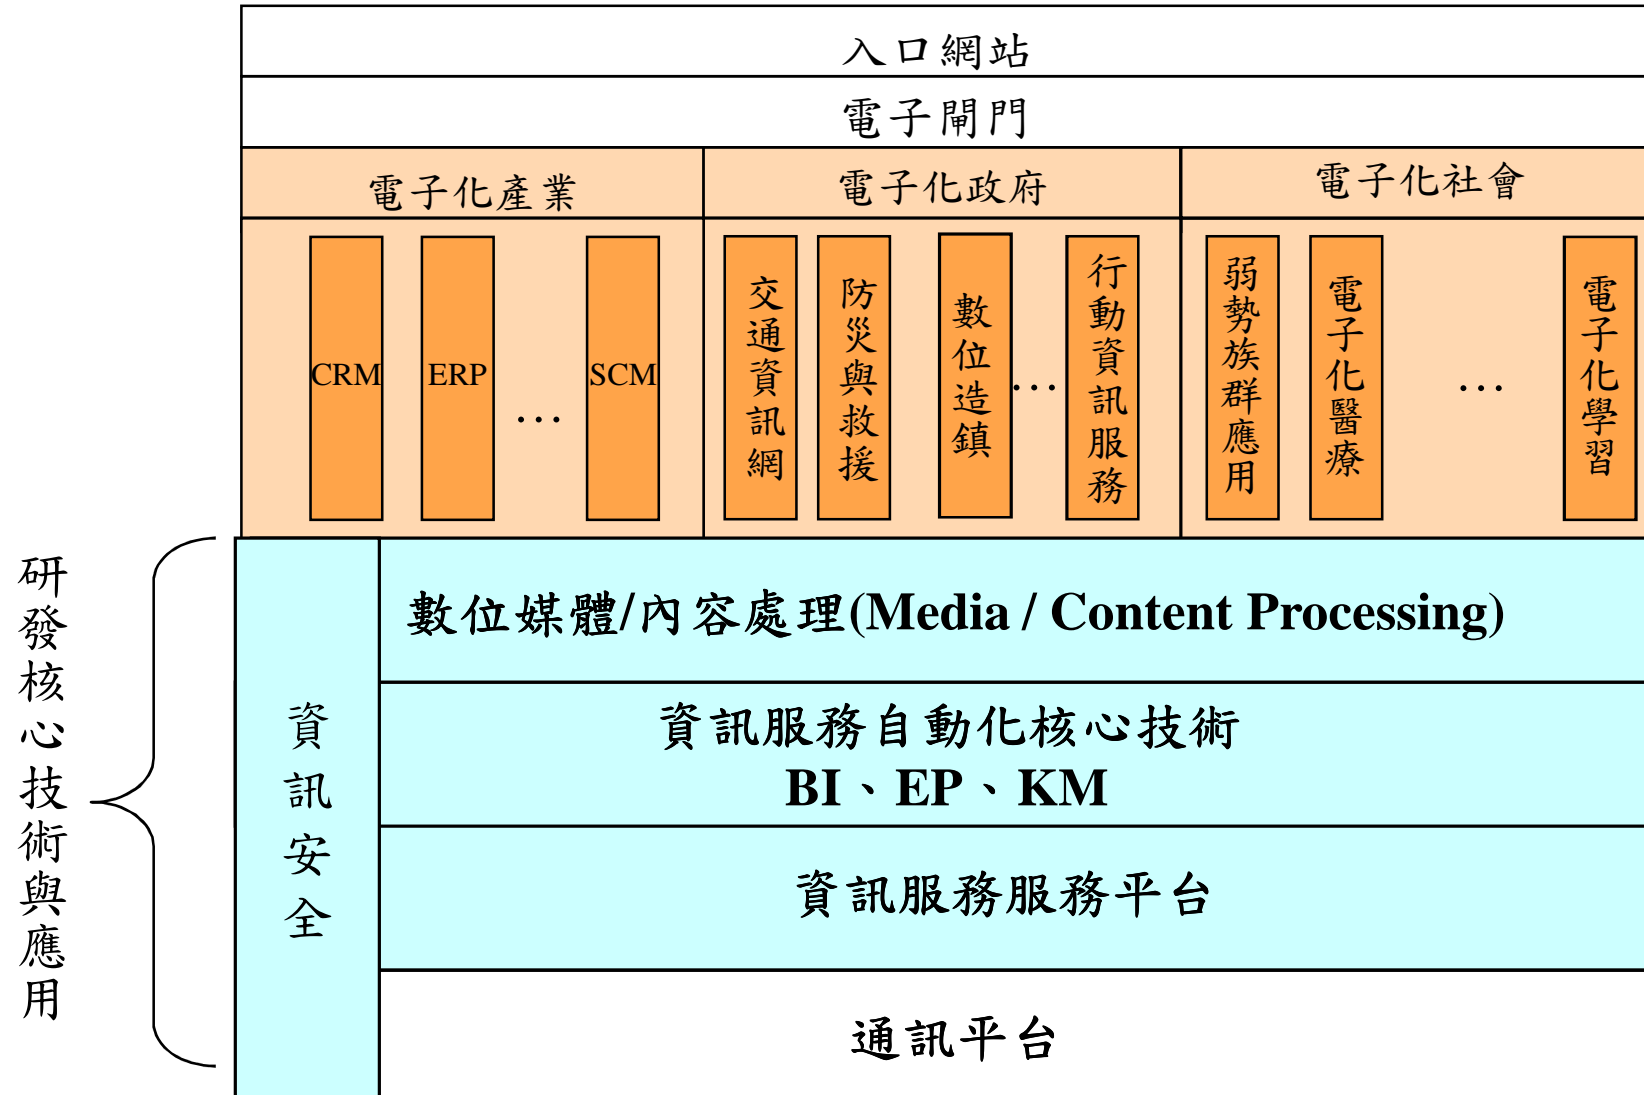 入口網站
電子閘門
電子化產業
電子化政府
電子化社會
CRM
ERP
…
SCM
交通資訊網
防災與救援
數位造鎮
…
行動資訊服務
弱勢族群應用
電子化醫療
…
電子化學習
研發核心技術與應用
資訊安全
數位媒體/內容處理(Media / Content Processing)
資訊服務自動化核心技術
BI、EP、KM
資訊服務服務平台
通訊平台